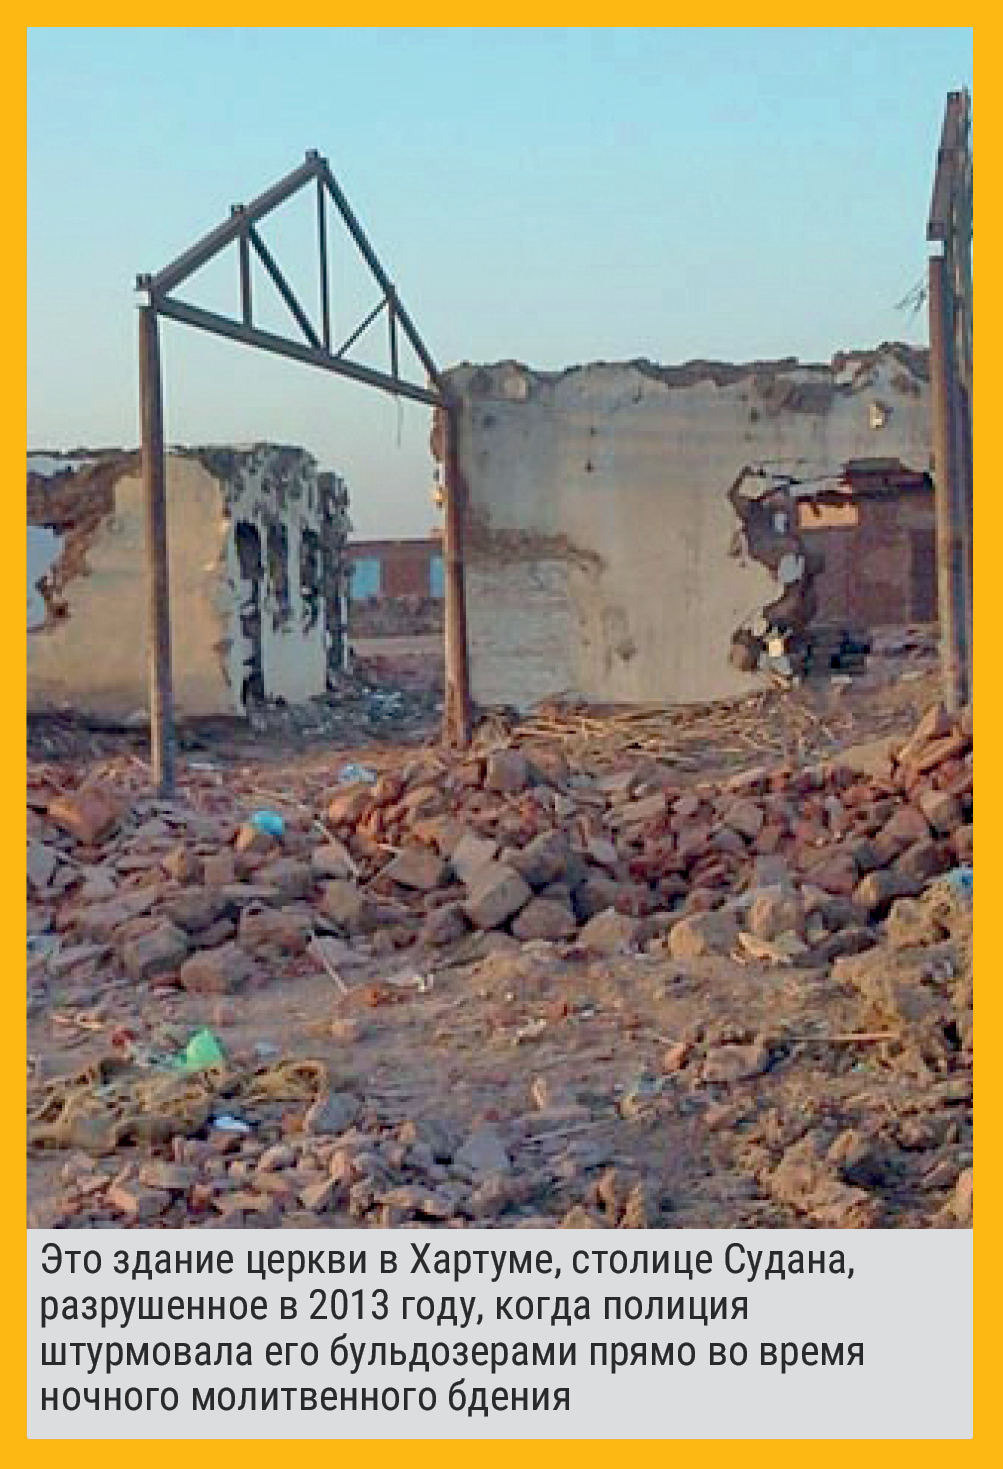 Это здание церкви в Хартуме, столице Судана,
разрушенное в 2013 году, когда полиция
штурмовала его бульдозерами прямо во время
ночного молитвенного бдения